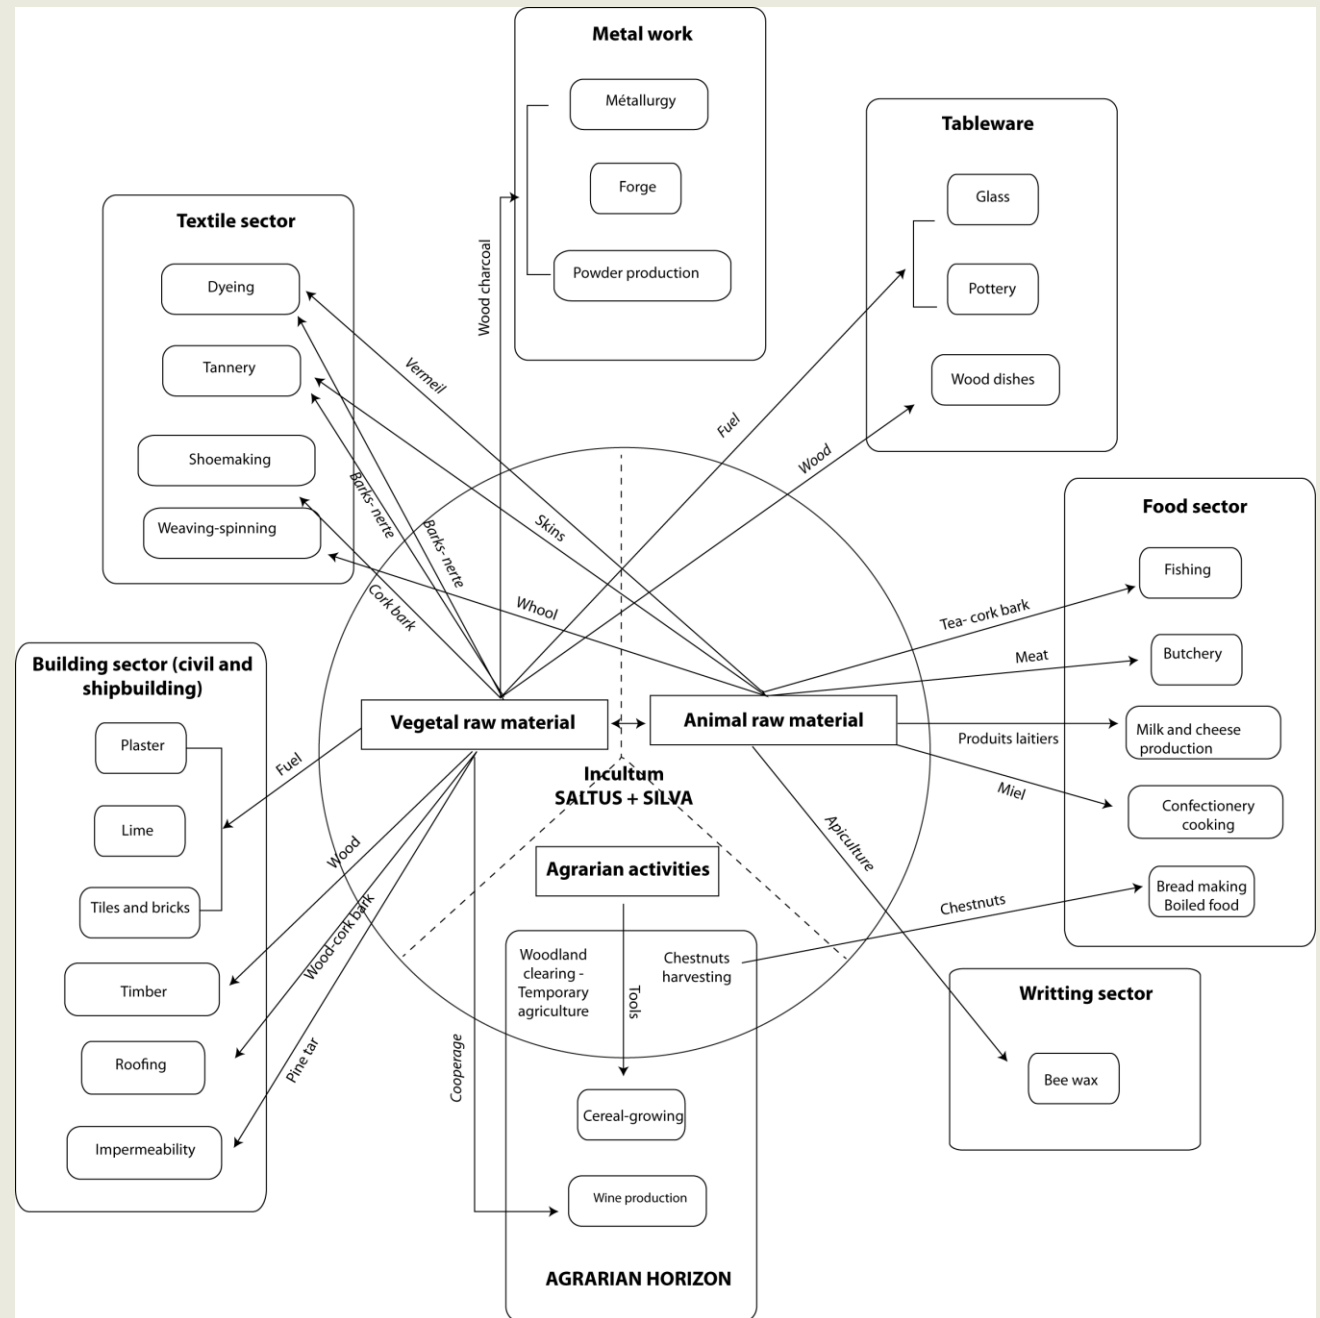 Metal work
Métallurgy
Forge
Powder production
Wood charcoal
Tableware
Glass
Pottery
Wood dishes
Textile sector
Dyeing
Tannery
Shoemaking
Weaving-spinning
Vermeil
Skins
Barks- nerte
Barks- nerte
Cork bark
Whool
Fuel
Wood
Food sector
Fishing
Butchery
Milk and cheese
production
Confectionery
cooking
Bread making
Boiled food
Tea- cork bark
Meat
Produits laitiers
Miel
Chestnuts
Apiculture
Building sector (civil and
shipbuilding)
Plaster
Lime
Tiles and bricks
Timber
Roofing
Impermeability
Fuel
Wood
Wood-cork bark
Pine tar
Cooperage
Vegetal raw material
Animal raw material
Incultum
SALTUS + SILVA
Agrarian activities
Woodland
clearing -
Temporary
agriculture
Tools
Chestnuts
harvesting
Cereal-growing
Wine production
AGRARIAN HORIZON
Writting sector
Bee wax